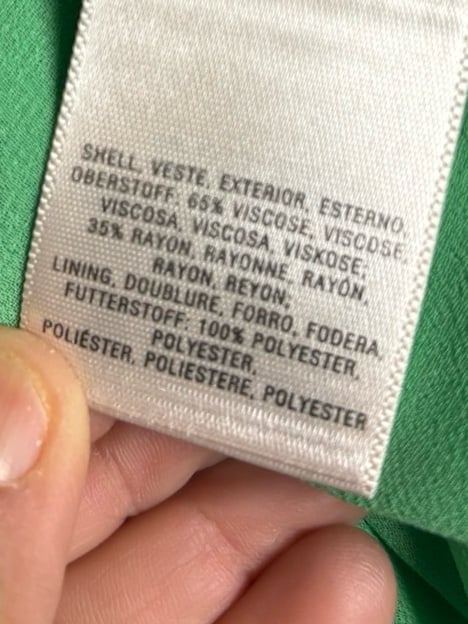 SHELL, VESTE, EXTERIOR, ESTERNO,
OBERSTOFF: 65% VISCOSE, VISCOSE,
VISCOSA, VISCOSA, VISKOSE;
35% RAYON, RAYONNE, RAYÓN,
RAYON, REYON;
LINING, DOUBLURE, FORRO, FODERA,
FUTTERSTOFF: 100% POLYESTER,
POLYESTER,
POLIÉSTER, POLIESTERE, POLYESTER